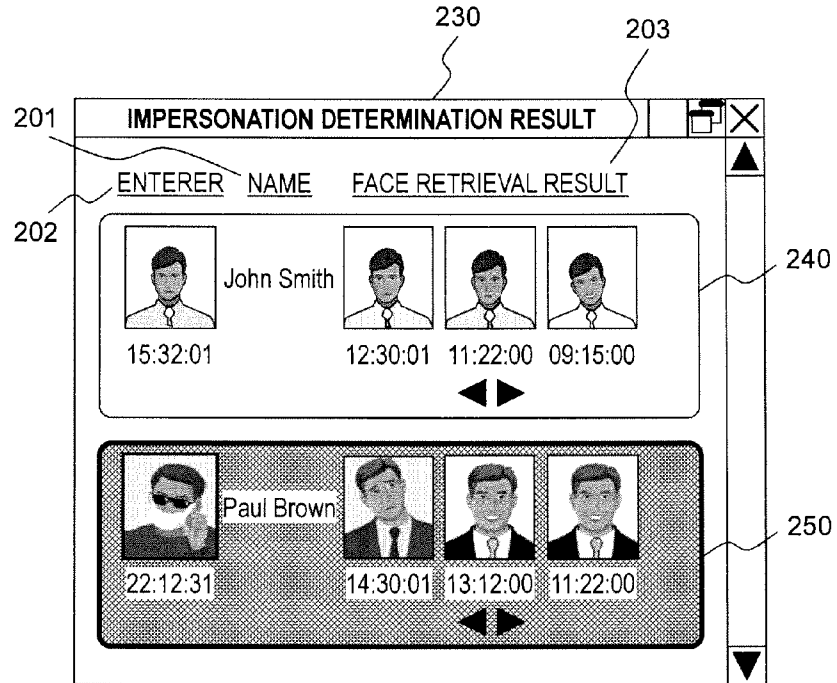 230
203
IMPERSONATION DETERMINATION RESULT
201
ENTERER NAME FACE RETRIEVAL RESULT
202
240
John Smith
15:32:01 12:30:01 11:22:00 09:15:00
Paul Brown
250
22:12:31 14:30:01 13:12:00 11:22:00